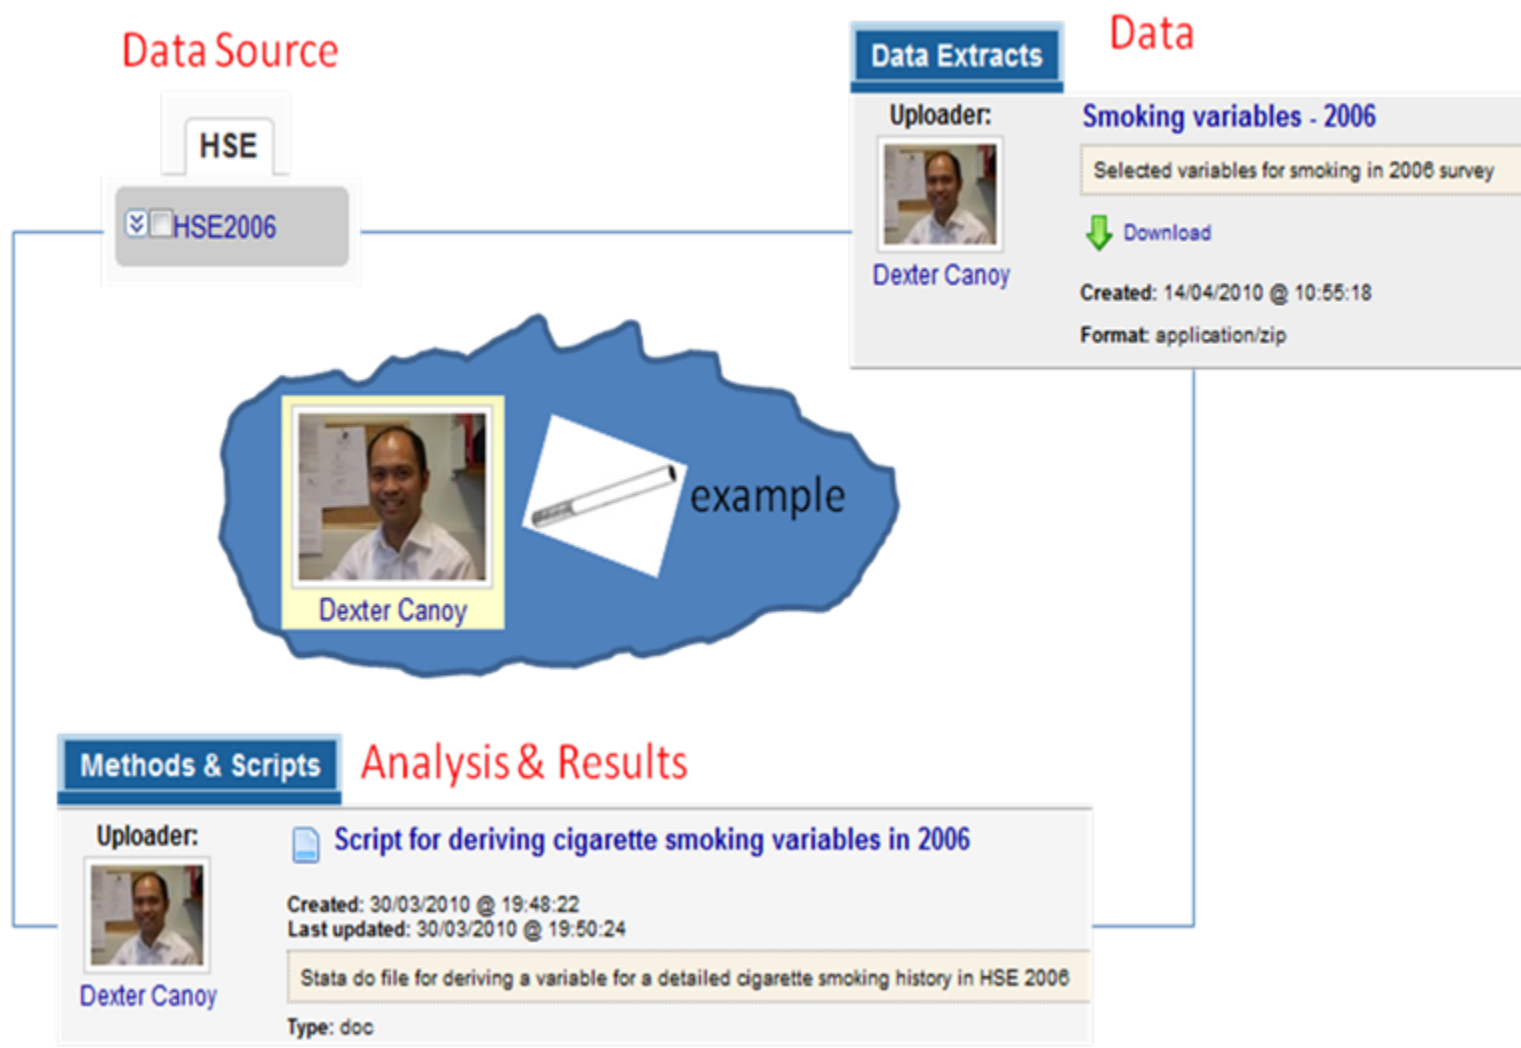 Data Source
HSE
HSE2006
Data
Data Extracts
Uploader:
Dexter Canoy
Smoking variables - 2006
Selected variables for smoking in 2006 survey
Download
Created: 14/04/2010 @ 10:55:18
Format: application/zip
Dexter Canoy
example
Methods & Scripts
Analysis & Results
Uploader:
Dexter Canoy
Script for deriving cigarette smoking variables in 2006
Created: 30/03/2010 @ 19:48:22
Last updated: 30/03/2010 @ 19:50:24
Stata do file for deriving a variable for a detailed cigarette smoking history in HSE 2006
Type: doc